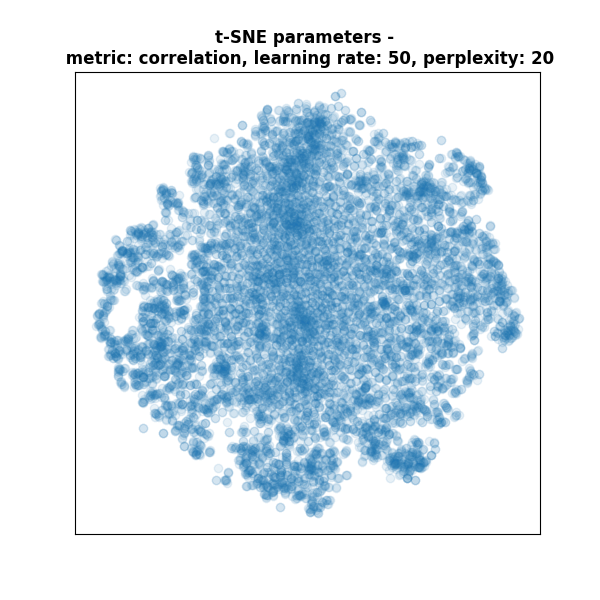 t-SNE parameters -
metric: correlation, learning rate: 50, perplexity: 20